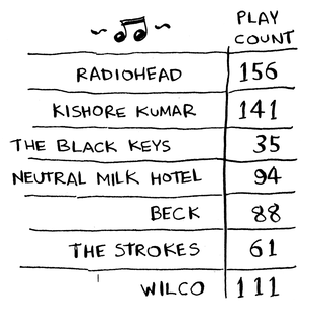 PLAY
COUNT
RADIOHEAD 156
KISHORE KUMAR 141
THE BLACK KEYS 35
NEUTRAL MILK HOTEL 94
BECK 88
THE STROKES 61
WILCO 111